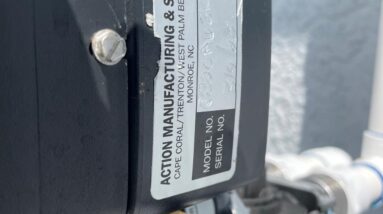 ACTION MANUFACTURING & S
CAPE CORAL/TRENTON/WEST PALM BE
MONROE, NC
MODEL NO.
SERIAL NO.